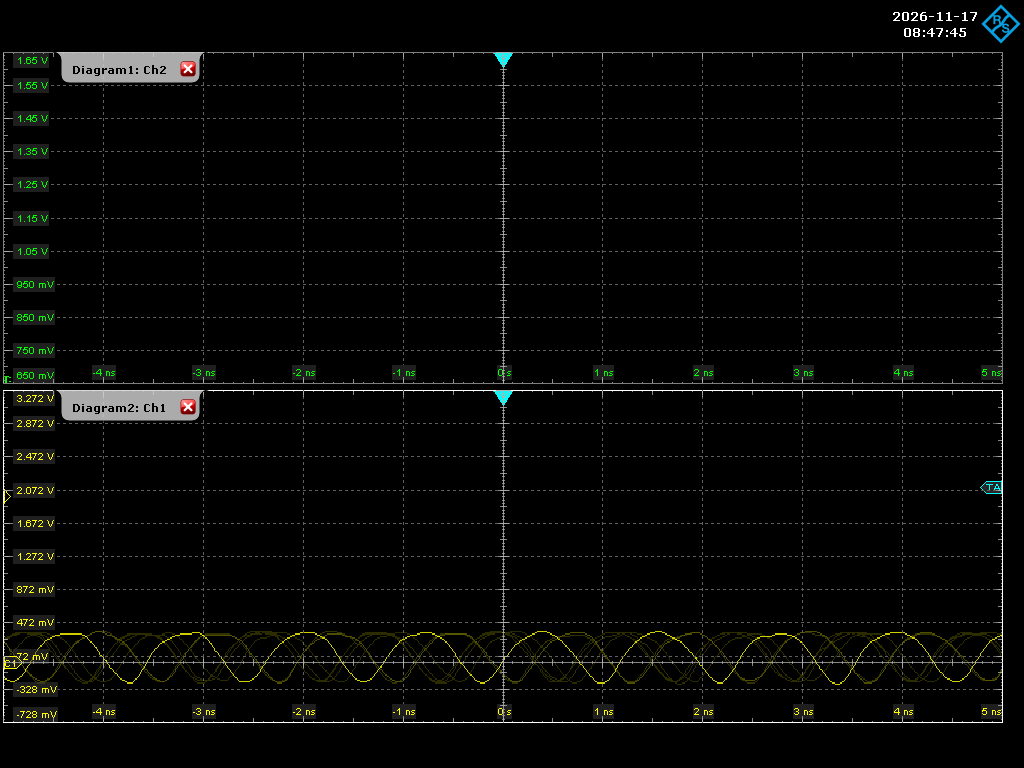 2026-11-17
08:47:45
R S
Diagram1: Ch2
1.65 V
1.55 V
1.45 V
1.35 V
1.25 V
1.15 V
1.05 V
950 mV
850 mV
750 mV
650 mV
-4 ns -3 ns -2 ns -1 ns 0 s 1 ns 2 ns 3 ns 4 ns 5 ns
Diagram2: Ch1
3.272 V
2.872 V
2.472 V
2.072 V
TA
1.672 V
1.272 V
872 mV
472 mV
72 mV
C1
-328 mV
-728 mV
-4 ns -3 ns -2 ns -1 ns 0 s 1 ns 2 ns 3 ns 4 ns 5 ns